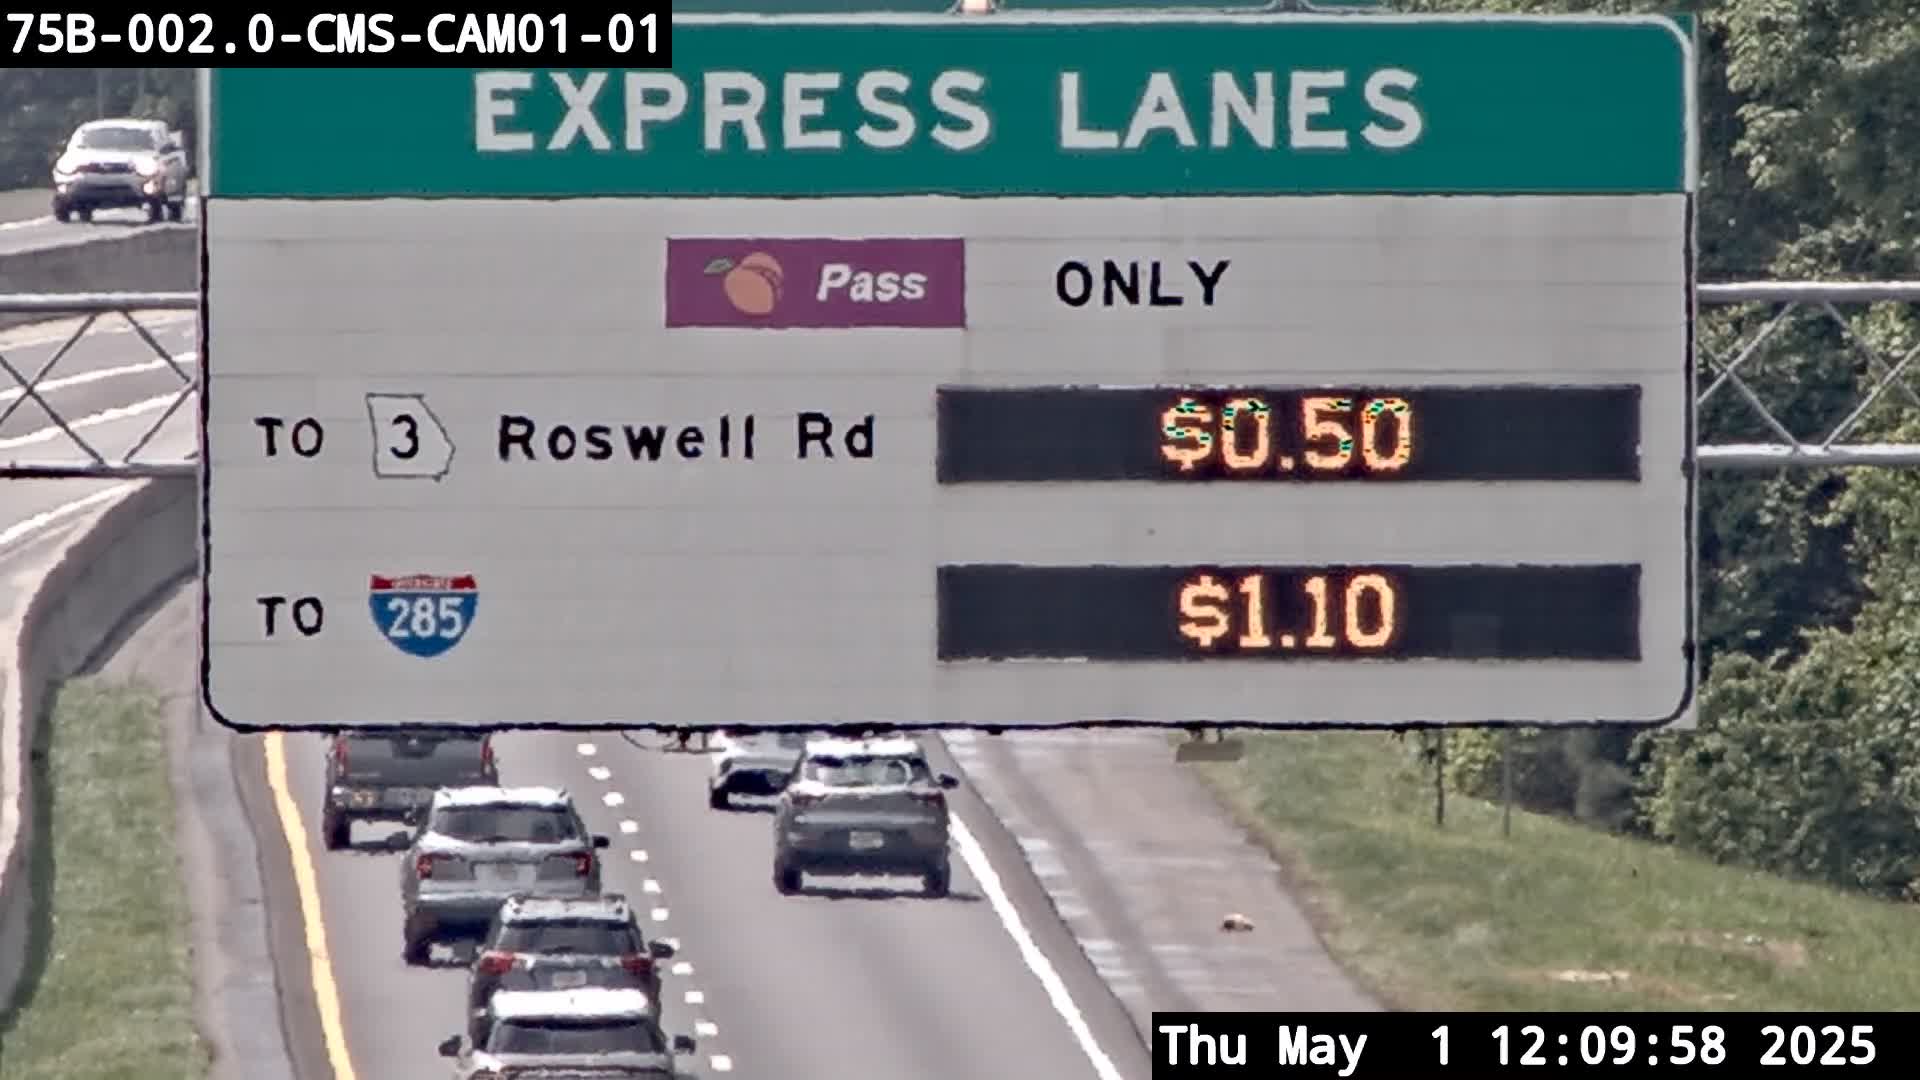 75B-002.0-CMS-CAM01-01
EXPRESS LANES
Pass ONLY
TO 3 Roswell Rd $0.50
INTERSTATE
TO 285 $1.10
Thu May 1 12:09:58 2025